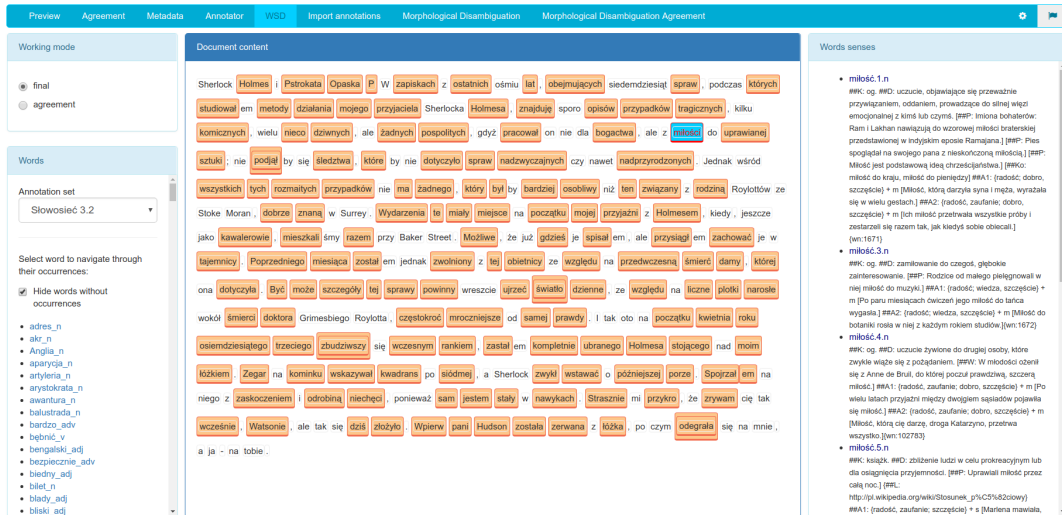 Preview Agreement Metadata Annotator WSD Import annotations Morphological Disambiguation Morphological Disambiguation Agreement
Working mode
final
agreement
Words
Annotation set
Słowosieć 3.2
Select word to navigate through
their occurrences:
Hide words without
occurrences
adres_n
akr_n
Anglia_n
aparycja_n
artyleria_n
arystokrata_n
awantura_n
balustrada_n
bardzo_adv
bębnić_v
bengalski_adj
bezpiecznie_adv
biedny_adj
bilet_n
blady_adj
bliski_adj
Document content
Sherlock Holmes i Pstrokata Opaska P W zapiskach z ostatnich ośmiu lat , obejmujących siedemdziesiąt spraw , podczas których
studiował em metody działania mojego przyjaciela Sherlocka Holmesa , znajduję sporo opisów przypadków tragicznych , kilku
komicznych , wielu nieco dziwnych , ale żadnych pospolitych , gdyż pracował on nie dla bogactwa , ale z miłości do uprawianej
sztuki ; nie podjął by się śledztwa , które by nie dotyczyło spraw nadzwyczajnych czy nawet nadprzyrodzonych . Jednak wśród
wszystkich tych rozmaitych przypadków nie ma żadnego , który był by bardziej osobliwy niż ten związany z rodziną Roylottów ze
Stoke Moran , dobrze znaną w Surrey . Wydarzenia te miały miejsce na początku mojej przyjaźni z Holmesem , kiedy , jeszcze
jako kawalerowie , mieszkali śmy razem przy Baker Street . Możliwe , że już gdzieś je spisał em , ale przysiągł em zachować je w
tajemnicy . Poprzedniego miesiąca został em jednak zwolniony z tej obietnicy ze względu na przedwczesną śmierć damy , której
ona dotyczyła . Być może szczegóły tej sprawy powinny wreszcie ujrzeć światło dzienne , ze względu na liczne plotki narosłe
wokół śmierci doktora Grimesbiego Roylotta , częstokroć mroczniejsze od samej prawdy . I tak oto na początku kwietnia roku
osiemdziesiątego trzeciego zbudziwszy się wczesnym rankiem , zastał em kompletnie ubranego Holmesa stojącego nad moim
łóżkiem . Zegar na kominku wskazywał kwadrans po siódmej , a Sherlock zwykł wstawać o późniejszej porze . Spojrzał em na
niego z zaskoczeniem i odrobiną niechęci , ponieważ sam jestem stały w nawykach . Strasznie mi przykro , że zrywam cię tak
wcześnie , Watsonie , ale tak się dziś złożyło . Wpierw pani Hudson została zerwana z łóżka , po czym odegrała się na mnie ,
a ja - na tobie .
Words senses
miłość.1.n
##K: og. ##D: uczucie, objawiające się przeważnie
przywiązaniem, oddaniem, prowadzące do silnej więzi
emocjonalnej z kimś lub czymś. [##P: Imiona bohaterów:
Ram i Lakhan nawiązują do wzorowej miłości braterskiej
przedstawionej w indyjskim eposie Ramajana.] [##P: Pies
spoglądał na swojego pana z nieskończoną miłością.] [##P:
Miłość jest podstawową ideą chrześcijaństwa.] [##Ko:
miłość do kraju, miłość do pieniędzy] ##A1: {radość; dobro,
szczęście} + m [Miłość, którą darzyła syna i męża, wyrażała
się w wielu gestach.] ##A2: {radość, zaufanie; dobro,
szczęście} + m [Ich miłość przetrwała wszystkie próby i
zestarzeli się razem tak, jak kiedyś sobie obiecali.]
{wn:1671}
miłość.3.n
##K: og. ##D: zamiłowanie do czegoś, głębokie
zainteresowanie. [##P: Rodzice od małego pielęgnowali w
niej miłość do muzyki.] ##A1: {radość; wiedza, szczęście} +
m [Po paru miesiącach ćwiczeń jego miłość do tańca
wygasła.] ##A2: {radość; wiedza, szczęście} + m [Miłość do
botaniki rosła w niej z każdym rokiem studiów.]{wn:1672}
miłość.4.n
##K: og. ##D: uczucie żywione do drugiej osoby, które
zwykle wiąże się z pożądaniem. [##W: W młodości ożenił
się z Anne de Bruil, do której poczuł prawdziwą, szczerą
miłość.] ##A1: {radość, zaufanie; dobro, szczęście} + m [Po
wielu latach przyjaźni między dwojgiem sąsiadów pojawiła
się miłość.] ##A2: {radość, zaufanie; dobro, szczęście} + m
[Miłość, którą cię darzę, droga Katarzyno, przetrwa
wszystko.]{wn:102783}
miłość.5.n
##K: książk. ##D: zbliżenie ludzi w celu prokreacyjnym lub
dla osiągnięcia przyjemności. [##P: Uprawiali miłość przez
całą noc.] {##L:
http://pl.wikipedia.org/wiki/Stosunek_p%C5%82ciowy}
##A1: {radość, zaufanie; szczęście} + s [Marlena mawiała,